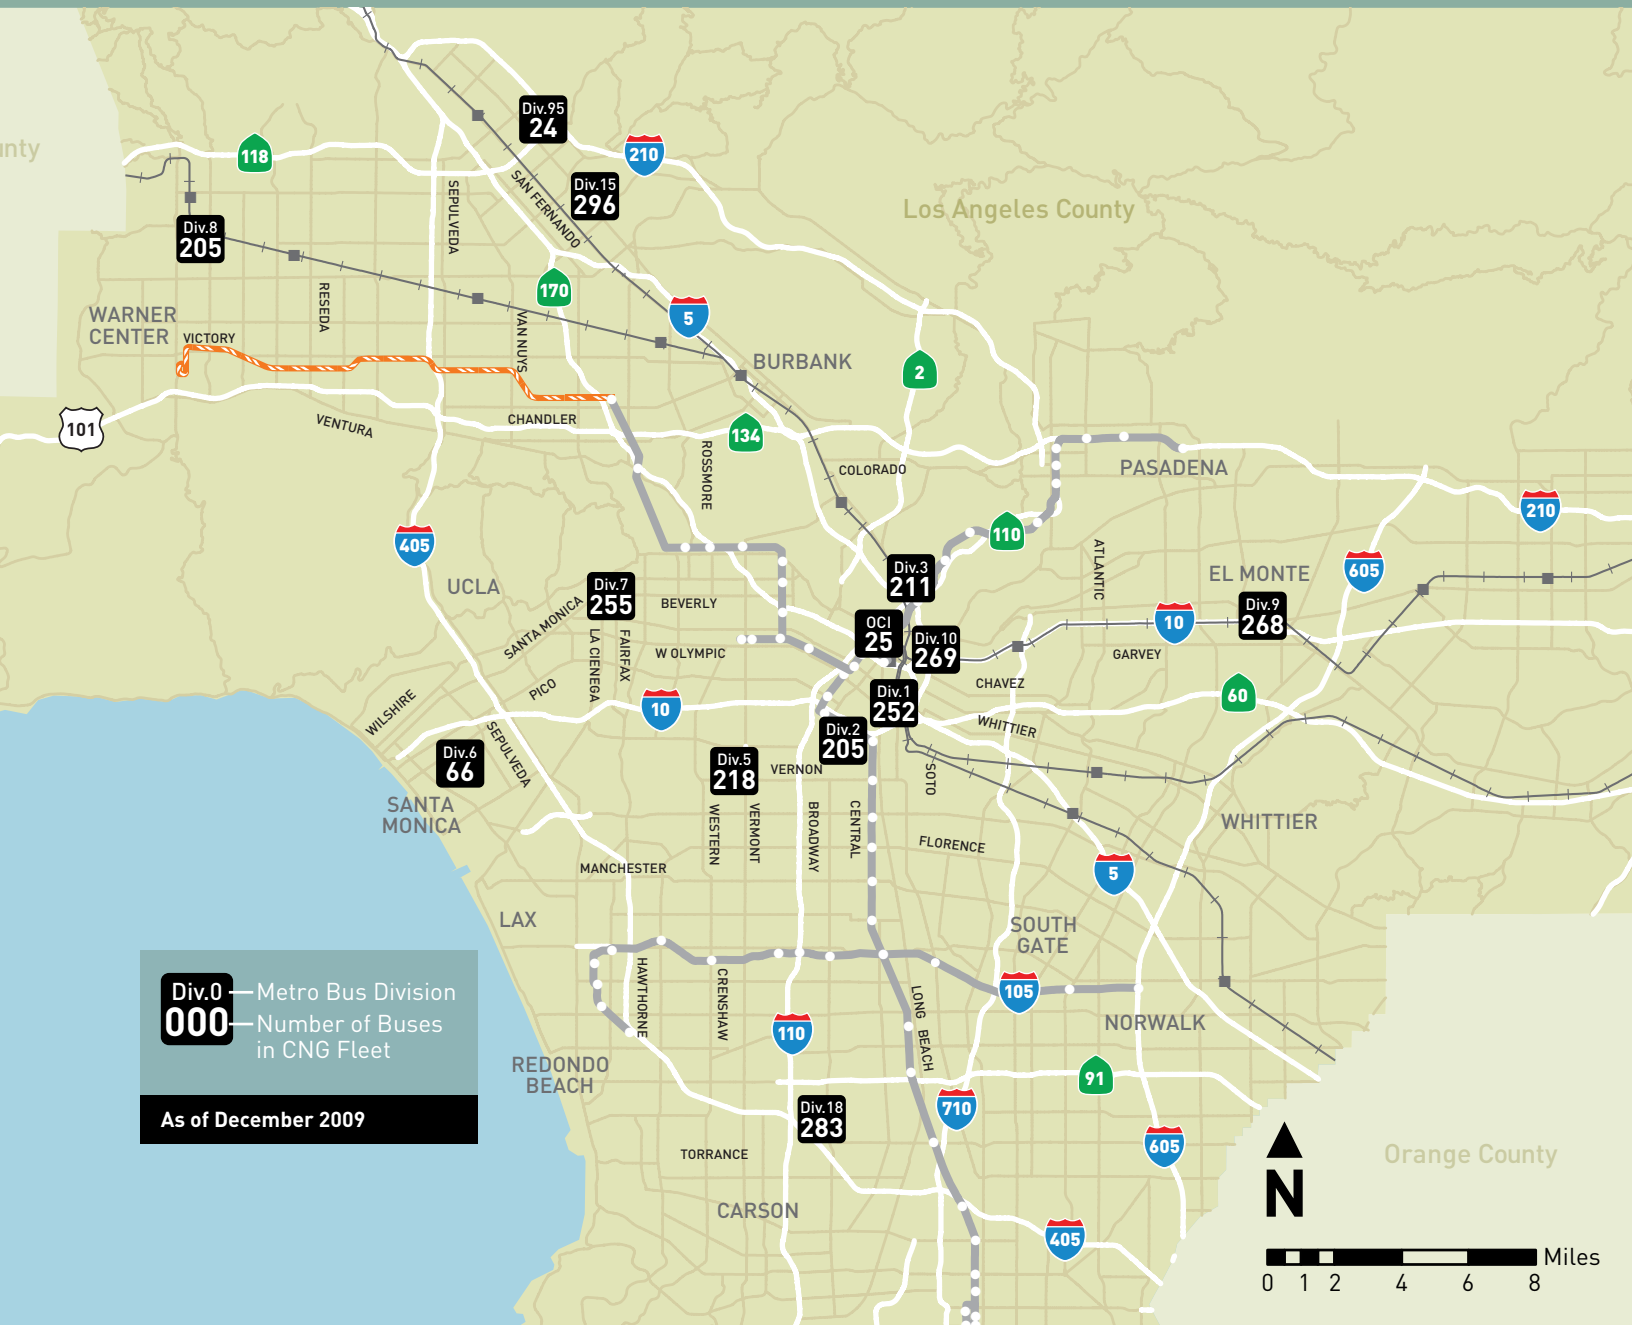 Div.95
24
210
unty
118
Div.15
296
SAN FERNANDO
SEPULVEDA
Los Angeles County
Div.8
205
170
RESEDA
5
WARNER
CENTER
VICTORY
VAN NUYS
BURBANK
2
101
VENTURA
CHANDLER
134
ROSSMORE
COLORADO
PASADENA
210
110
405
ATLANTIC
605
UCLA
Div.7
255
BEVERLY
Div.3
211
EL MONTE
SANTA MONICA
LA CIENEGA
FAIRFAX
W OLYMPIC
OCI
25
Div.10
269
10
Div.9
268
GARVEY
CHAVEZ
PICO
WILSHIRE
10
Div.1
252
60
WHITTIER
SEPULVEDA
Div.6
66
Div.5
218
VERNON
Div.2
205
SOTO
SANTA
MONICA
WESTERN
VERMONT
BROADWAY
CENTRAL
WHITTIER
FLORENCE
MANCHESTER
5
LAX
SOUTH
GATE
HAWTHORNE
CRENSHAW
LONG BEACH
105
NORWALK
110
Div.0
000
Metro Bus Division
Number of Buses
in CNG Fleet
As of December 2009
REDONDO
BEACH
91
710
Div.18
283
605
TORRANCE
Orange County
CARSON
405
N
Miles
0 1 2 4 6 8